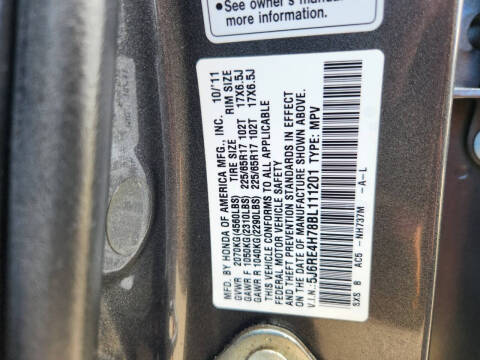 • See owner's manual
more information.
MFD. BY HONDA OF AMERICA MFG., INC. 10/'11
TIRE SIZE RIM SIZE
GVWR 2070KG(4560LBS) 225/65R17 102T 17X6.5J
GAWR F 1050KG(2310LBS) 225/65R17 102T 17X6.5J
GAWR R 1040KG(2290LBS)
THIS VEHICLE CONFORMS TO ALL APPLICABLE
FEDERAL MOTOR VEHICLE SAFETY
AND THEFT PREVENTION STANDARDS IN EFFECT
ON THE DATE OF MANUFACTURE SHOWN ABOVE.
V.I.N: 5J6RE4H78BL111201 TYPE: MPV
SXS B AC5 -NH737M -A-L